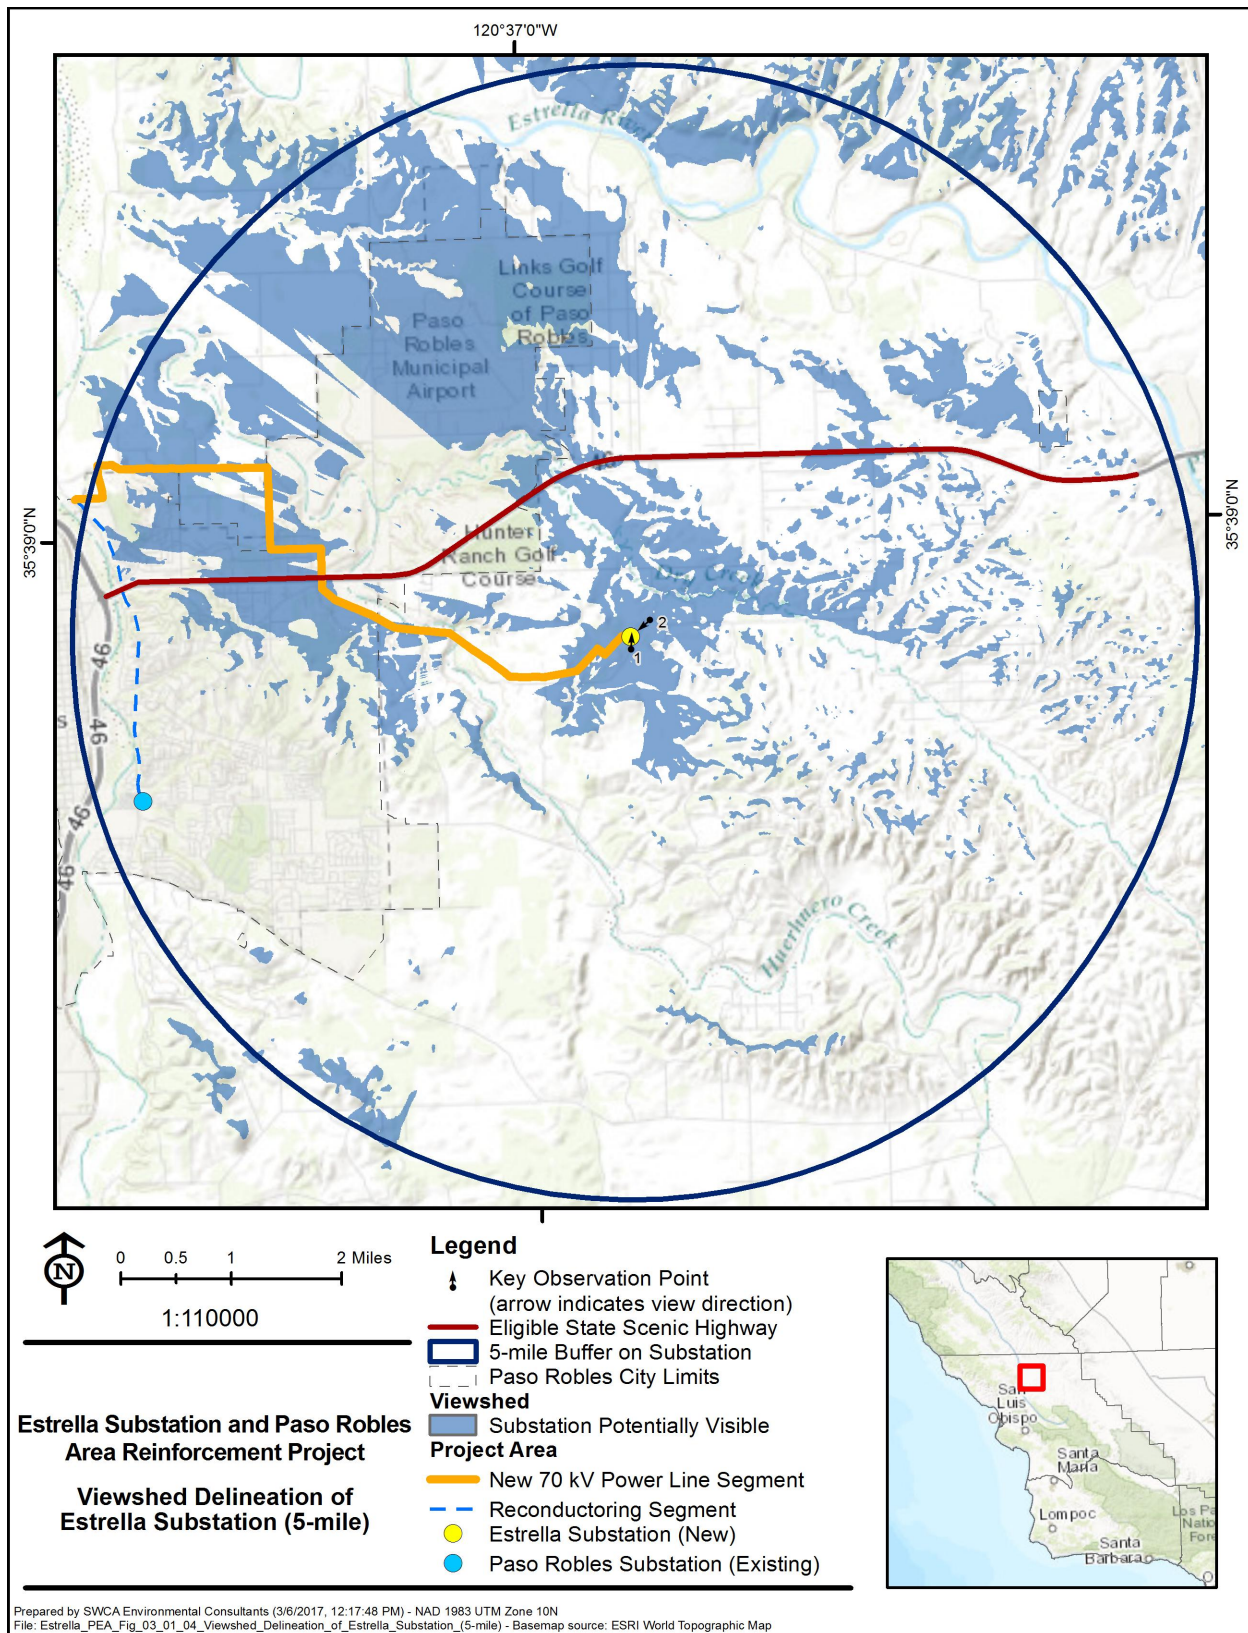 120°37'0"W
Estrella River
Links Golf
Course
of Paso
Robles
Paso
Robles
Municipal
Airport
46
35°39'0"N
35°39'0"N
Hunter
Ranch Golf
Course
Dry Creek
2
1
46
46
46
46
Huerhuero Creek
N
0 0.5 1 2 Miles
1:110000
Estrella Substation and Paso Robles
Area Reinforcement Project
Viewshed Delineation of
Estrella Substation (5-mile)
Legend
Key Observation Point
(arrow indicates view direction)
Eligible State Scenic Highway
5-mile Buffer on Substation
Paso Robles City Limits
Viewshed
Substation Potentially Visible
Project Area
New 70 kV Power Line Segment
Reconductoring Segment
Estrella Substation (New)
Paso Robles Substation (Existing)
San
Luis
Obispo
Santa
Maria
Lompoc
Santa
Barbara
Los Pa
Natio
Fore
Prepared by SWCA Environmental Consultants (3/6/2017, 12:17:48 PM) - NAD 1983 UTM Zone 10N
File: Estrella_PEA_Fig_03_01_04_Viewshed_Delineation_of_Estrella_Substation_(5-mile) - Basemap source: ESRI World Topographic Map